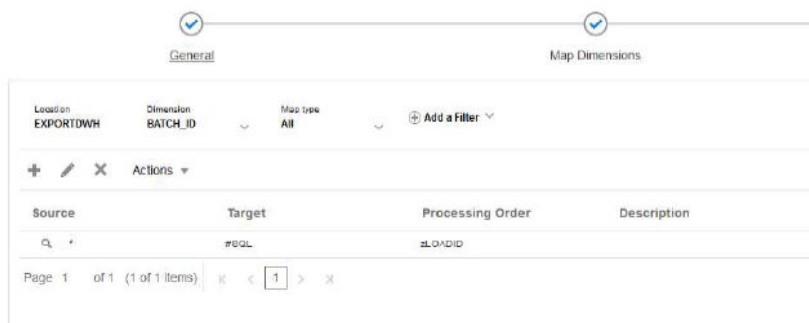 General Map Dimensions
Location Dimension Map type
EXPORTDWH BATCH_ID All Add a Filter
Actions
Source Target Processing Order Description
* #SQL zLOADID
Page 1 of 1 (1 of 1 items) K < 1 > X